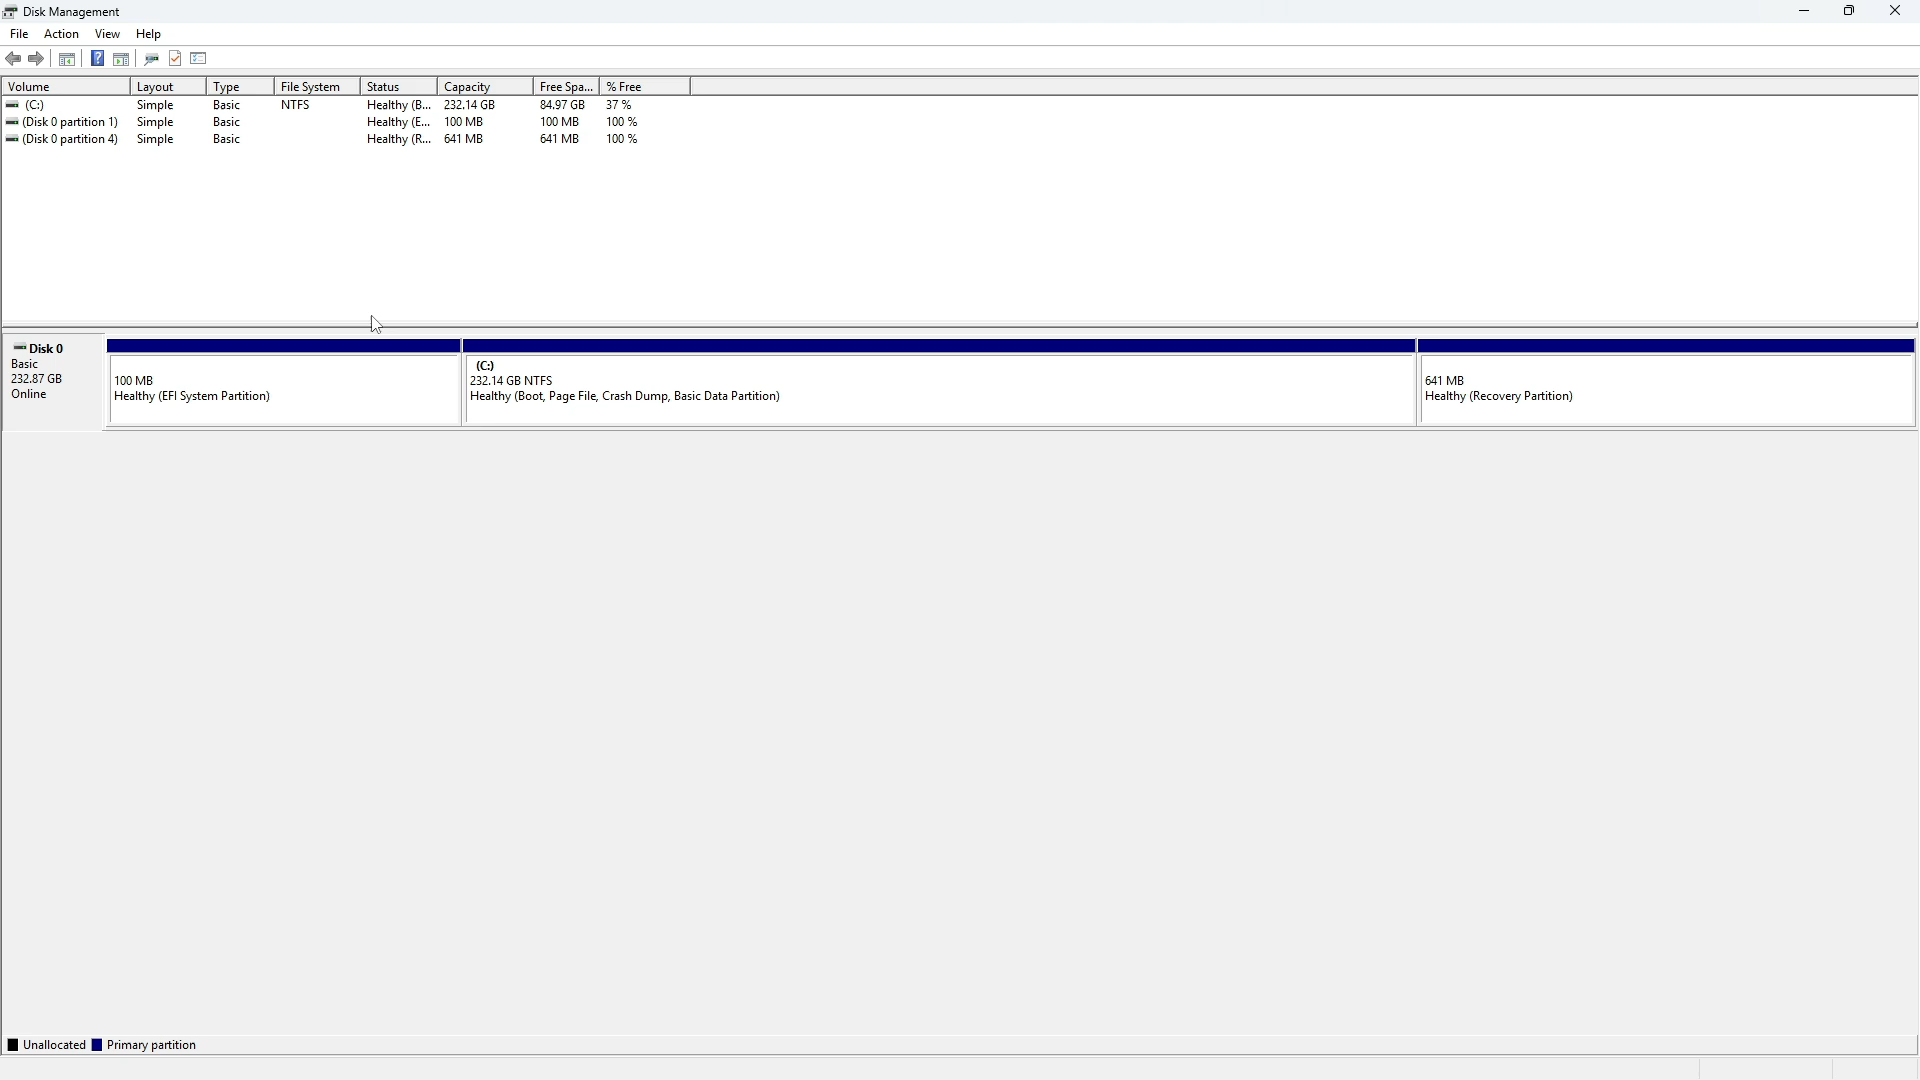 Disk Management
File Action View Help
Volume Layout Type File System Status Capacity Free Spa... % Free
(C:) Simple Basic NTFS Healthy (B... 232.14 GB 84.97 GB 37 %
(Disk 0 partition 1) Simple Basic Healthy (E... 100 MB 100 MB 100 %
(Disk 0 partition 4) Simple Basic Healthy (R... 641 MB 641 MB 100 %
Disk 0
Basic
232.87 GB
Online
100 MB
Healthy (EFI System Partition)
(C:)
232.14 GB NTFS
Healthy (Boot, Page File, Crash Dump, Basic Data Partition)
641 MB
Healthy (Recovery Partition)
Unallocated Primary partition